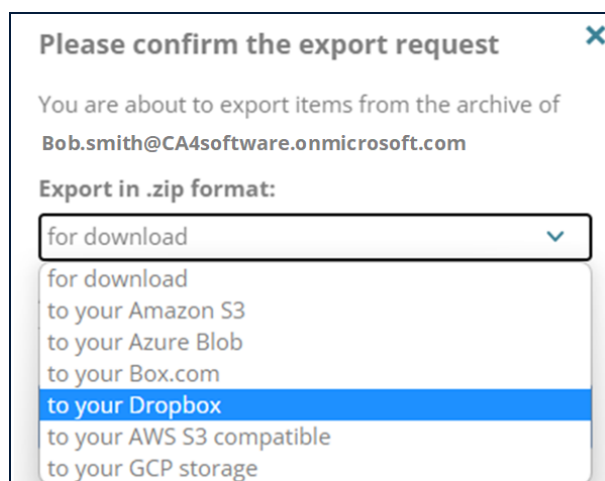 Please confirm the export request
You are about to export items from the archive of
Bob.smith@CA4software.onmicrosoft.com
Export in .zip format:
for download
for download
to your Amazon S3
to your Azure Blob
to your Box.com
to your Dropbox
to your AWS S3 compatible
to your GCP storage